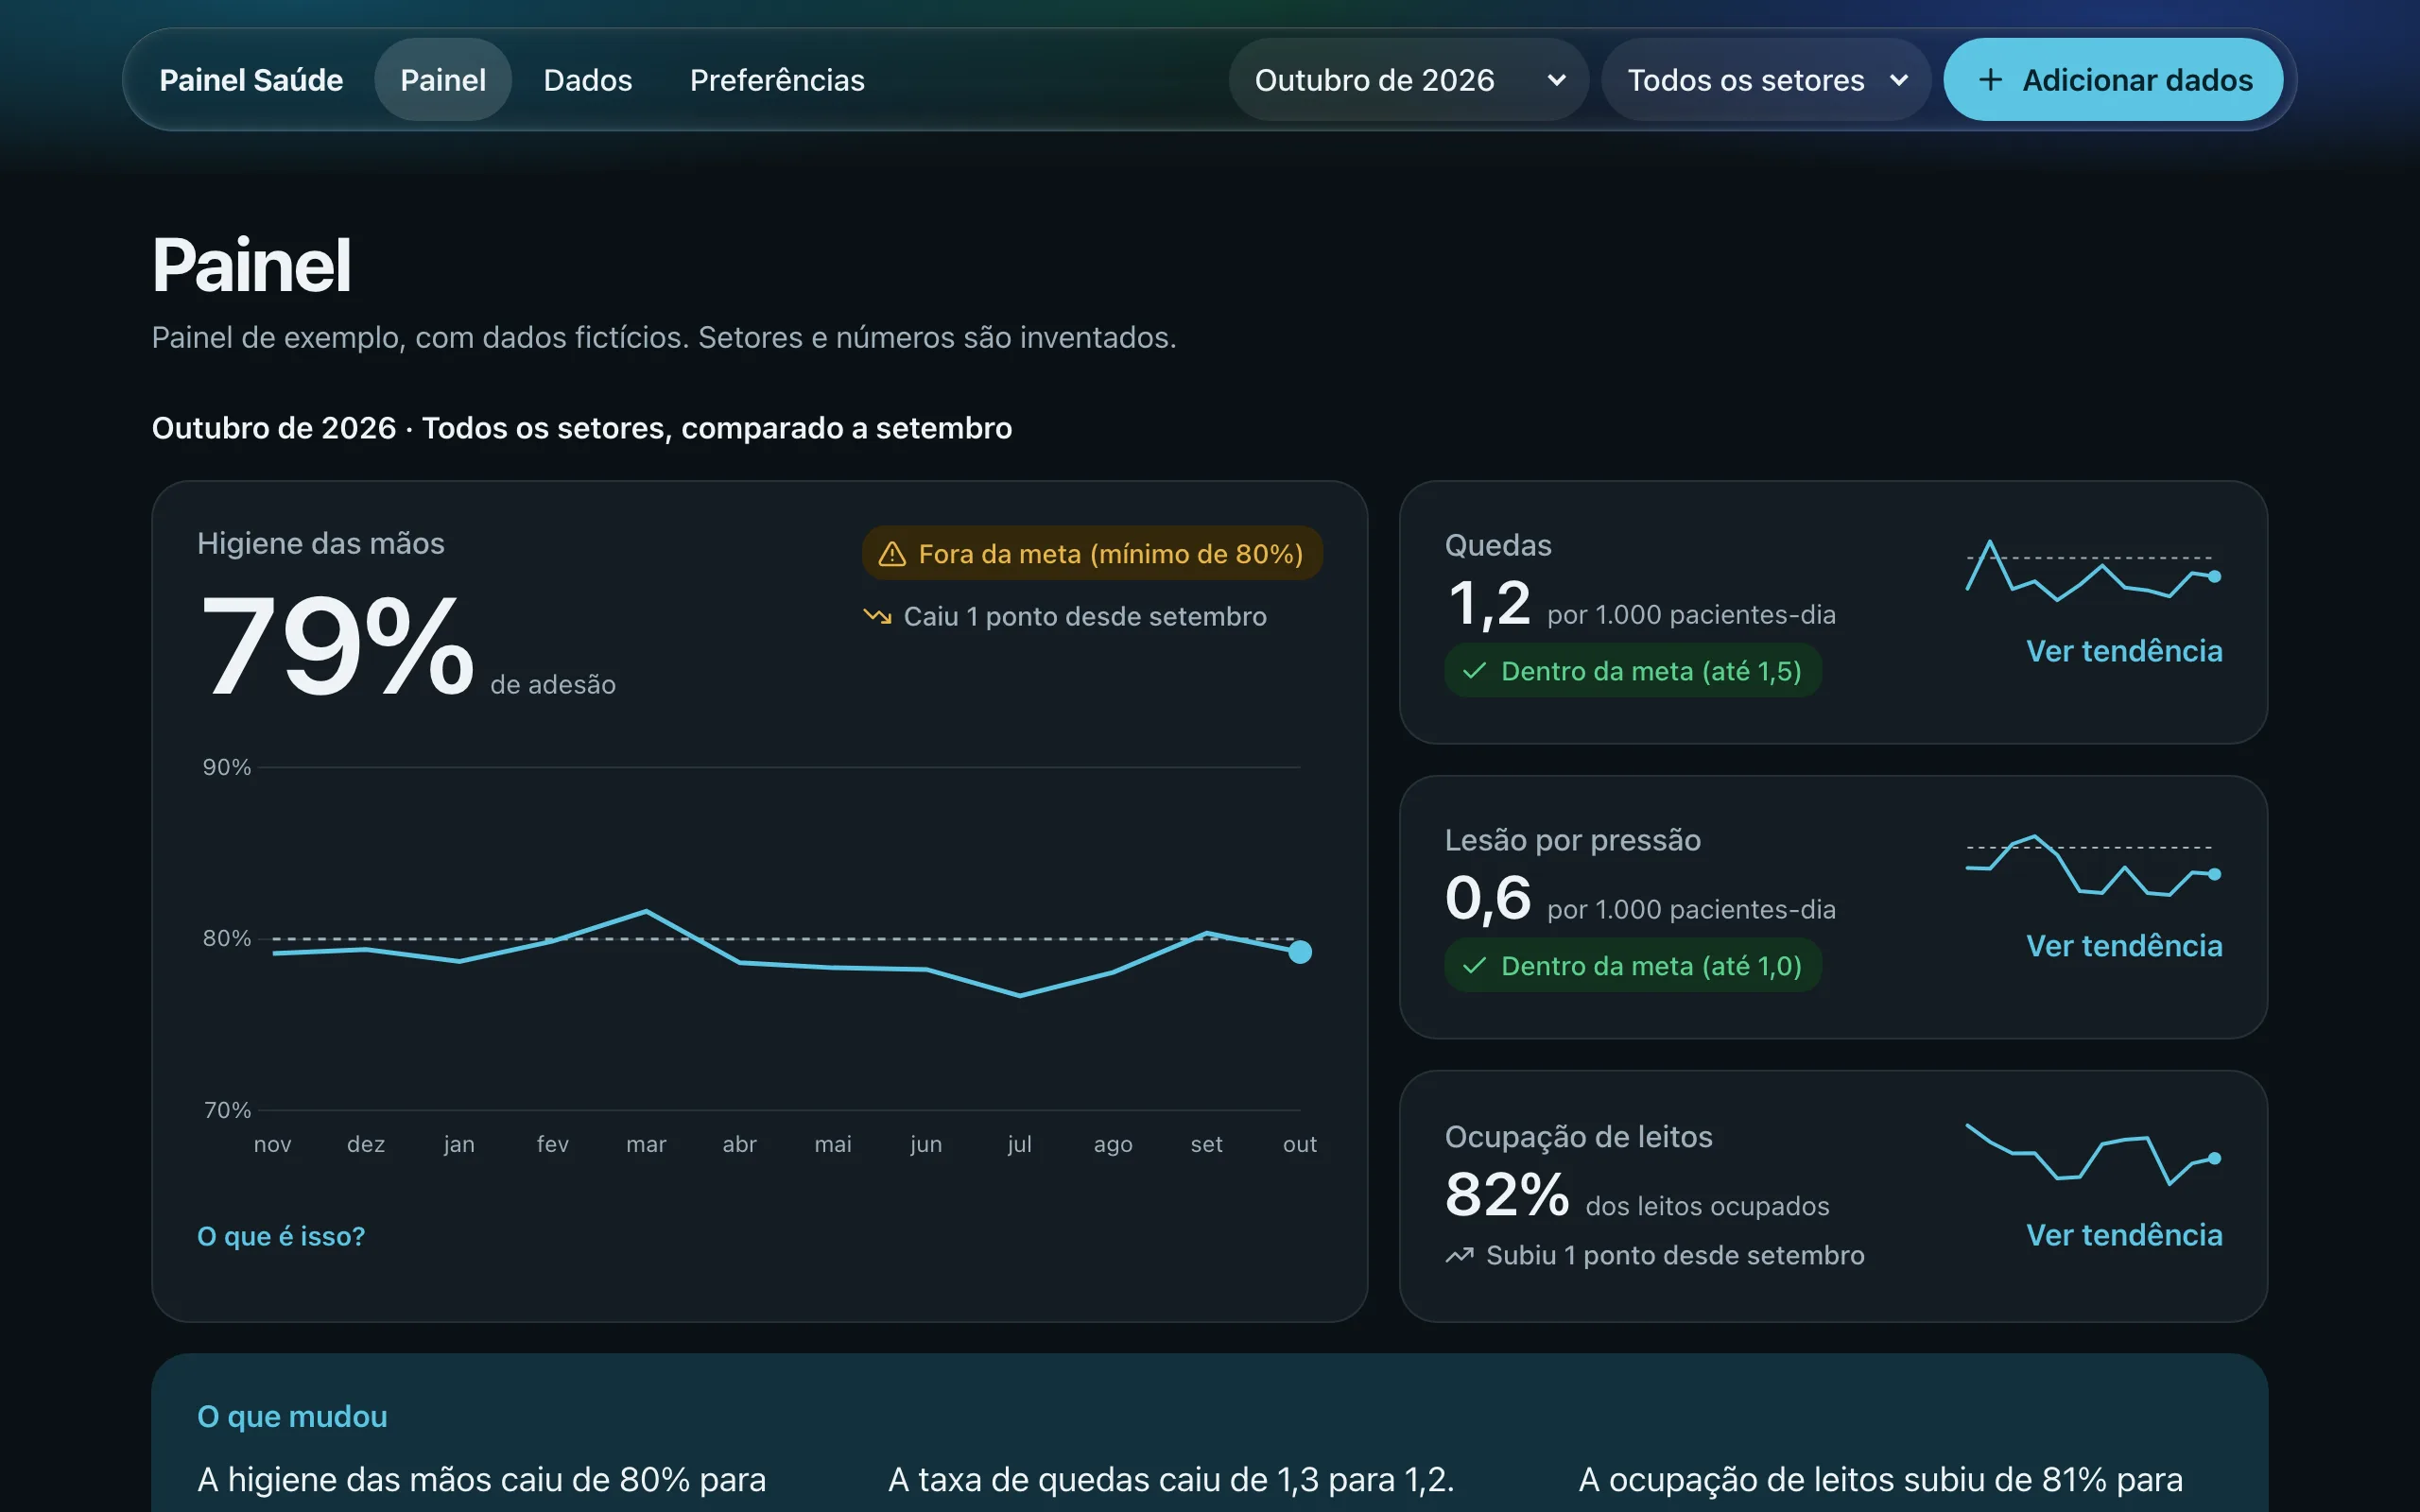 Painel Saúde
Painel
Dados
Preferências
Outubro de 2026
Todos os setores
Adicionar dados
Painel
Painel de exemplo, com dados fictícios. Setores e números são inventados.
Outubro de 2026 · Todos os setores, comparado a setembro
Higiene das mãos
79% de adesão
Fora da meta (mínimo de 80%)
Caiu 1 ponto desde setembro
90%
80%
70%
nov dez jan fev mar abr mai jun jul ago set out
O que é isso?
Quedas
1,2 por 1.000 pacientes-dia
Dentro da meta (até 1,5)
Ver tendência
Lesão por pressão
0,6 por 1.000 pacientes-dia
Dentro da meta (até 1,0)
Ver tendência
Ocupação de leitos
82% dos leitos ocupados
Subiu 1 ponto desde setembro
Ver tendência
O que mudou
A higiene das mãos caiu de 80% para
A taxa de quedas caiu de 1,3 para 1,2.
A ocupação de leitos subiu de 81% para